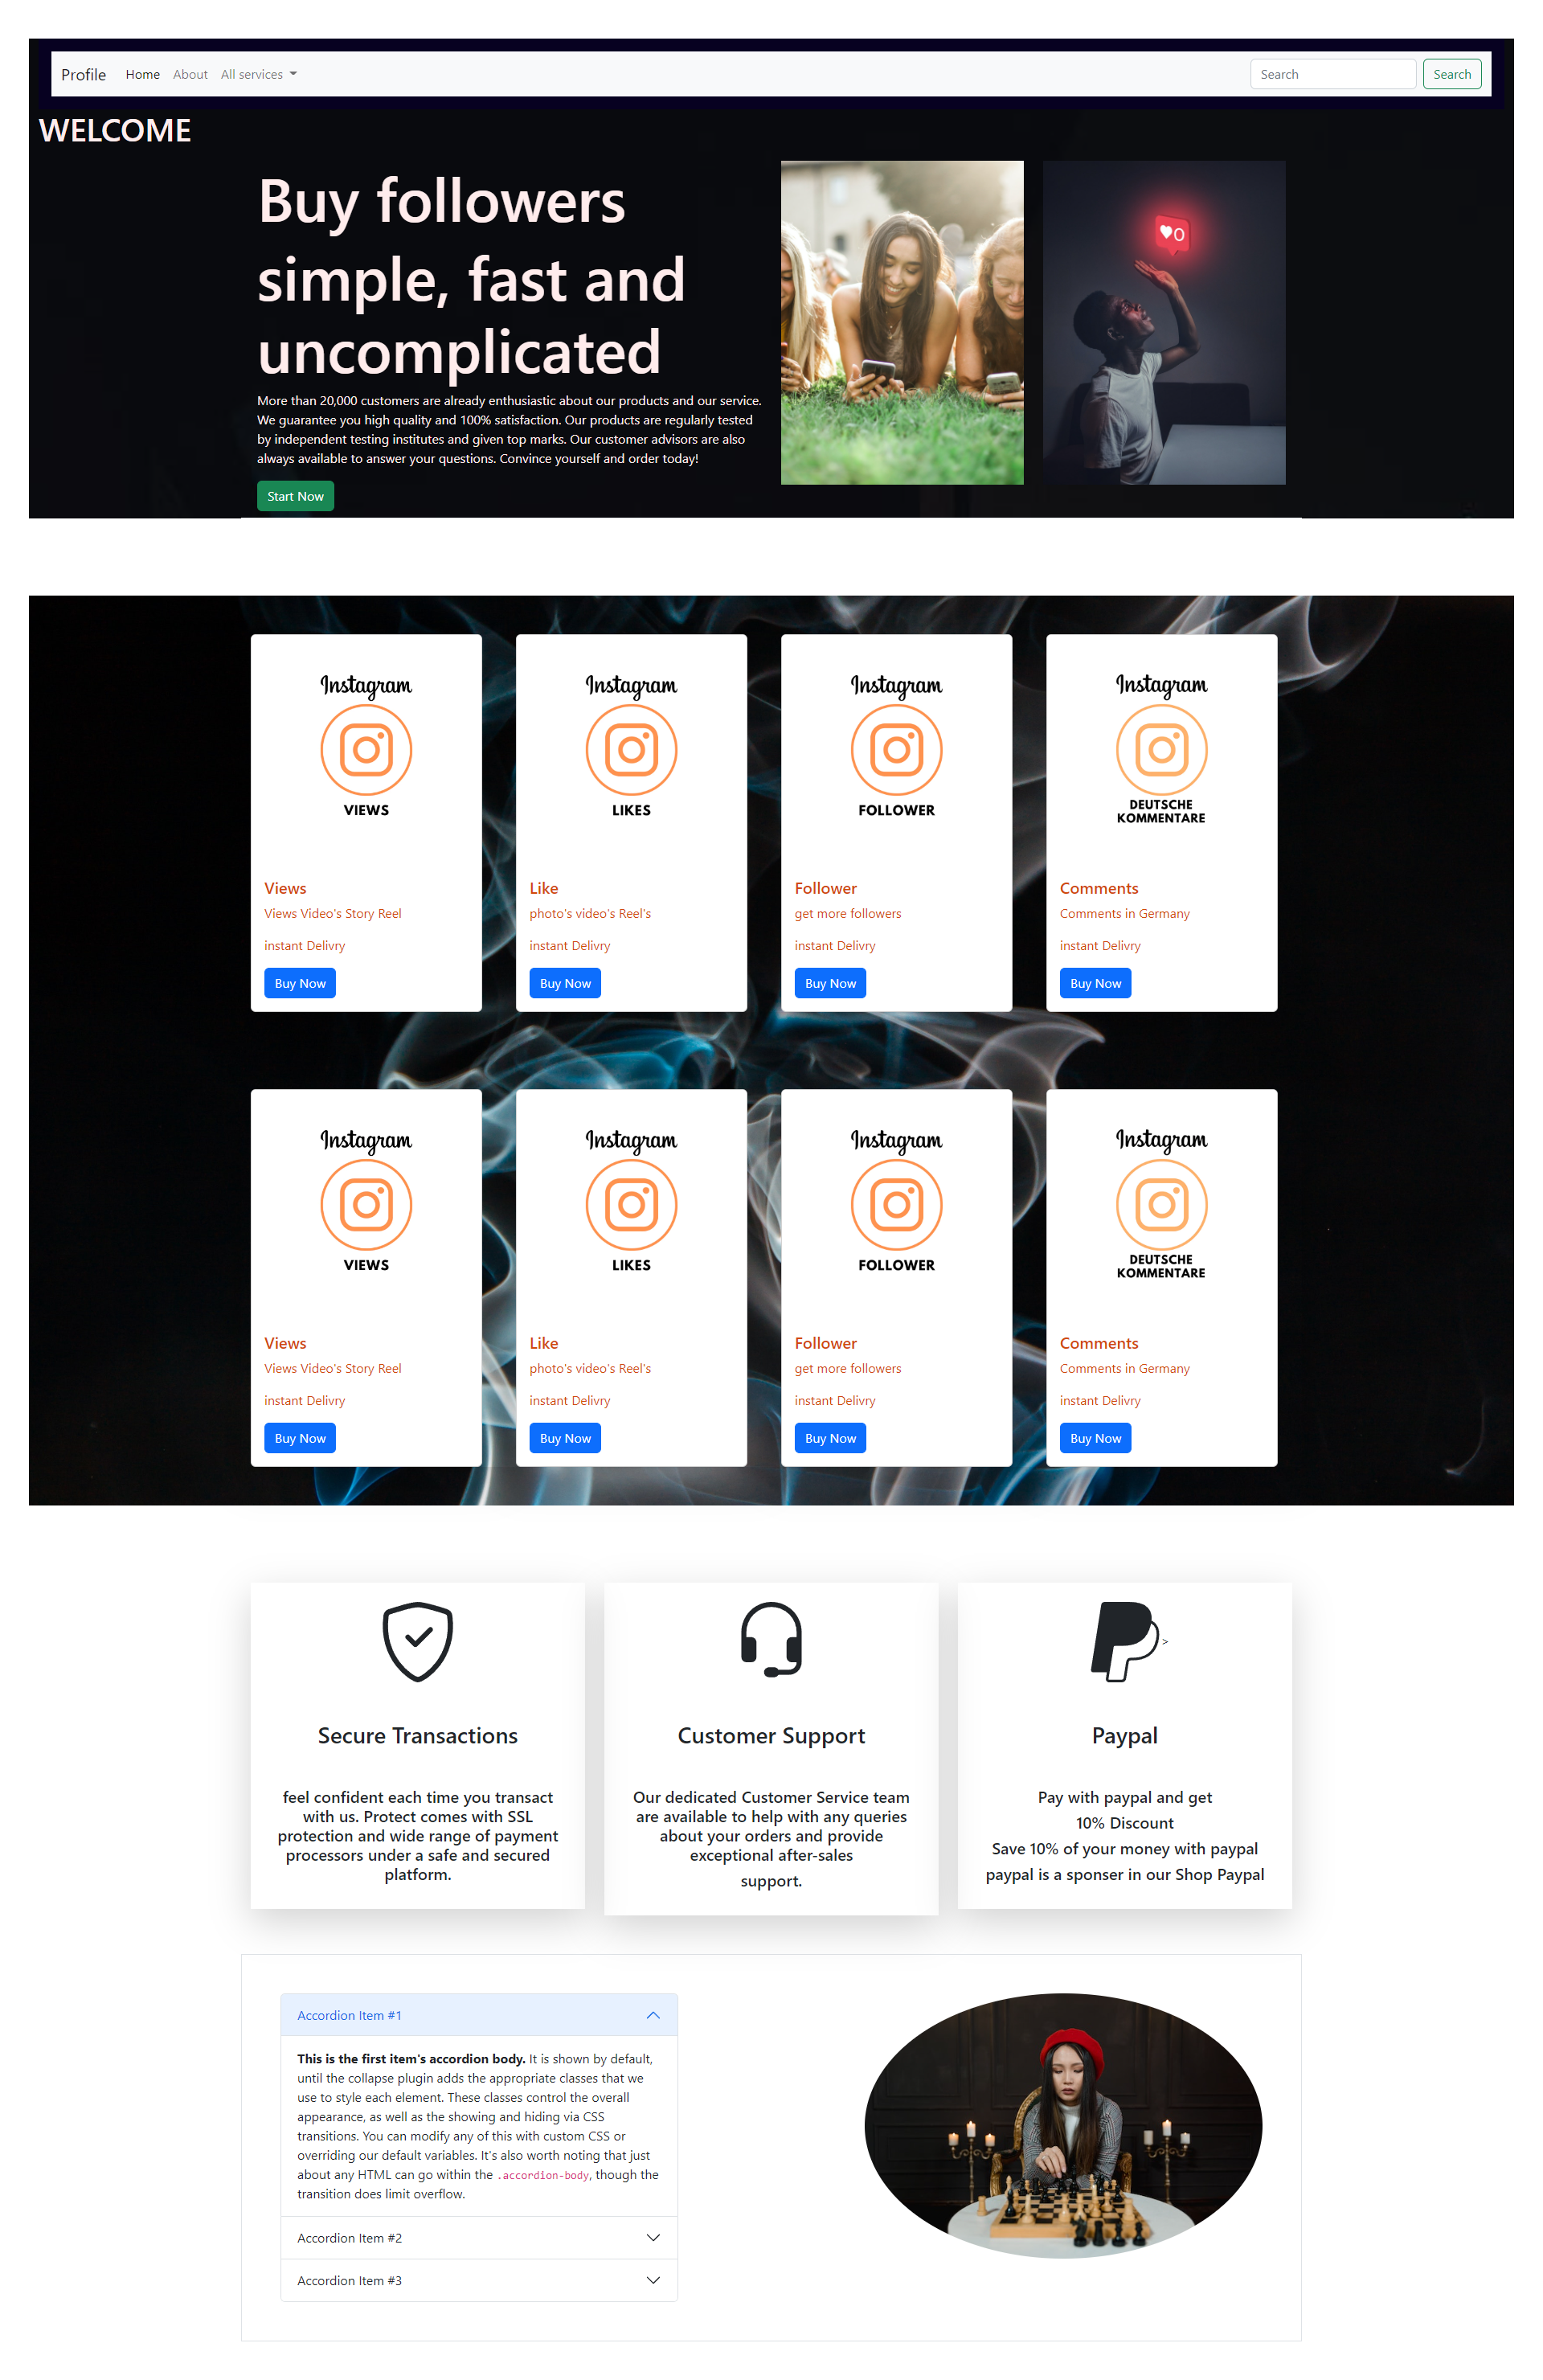 Profile Home About All services Search Search
WELCOME
Buy followers
simple, fast and
uncomplicated
More than 20,000 customers are already enthusiastic about our products and our service.
We guarantee you high quality and 100% satisfaction. Our products are regularly tested
by independent testing institutes and given top marks. Our customer advisors are also
always available to answer your questions. Convince yourself and order today!
Start Now
0
Instagram
VIEWS
Views
Views Video's Story Reel
instant Delivry
Buy Now
Instagram
LIKES
Like
photo's video's Reel's
instant Delivry
Buy Now
Instagram
FOLLOWER
Follower
get more followers
instant Delivry
Buy Now
Instagram
DEUTSCHE
KOMMENTARE
Comments
Comments in Germany
instant Delivry
Buy Now
Instagram
VIEWS
Views
Views Video's Story Reel
instant Delivry
Buy Now
Instagram
LIKES
Like
photo's video's Reel's
instant Delivry
Buy Now
Instagram
FOLLOWER
Follower
get more followers
instant Delivry
Buy Now
Instagram
DEUTSCHE
KOMMENTARE
Comments
Comments in Germany
instant Delivry
Buy Now
Secure Transactions
feel confident each time you transact
with us. Protect comes with SSL
protection and wide range of payment
processors under a safe and secured
platform.
Customer Support
Our dedicated Customer Service team
are available to help with any queries
about your orders and provide
exceptional after-sales
support.
>
Paypal
Pay with paypal and get
10% Discount
Save 10% of your money with paypal
paypal is a sponser in our Shop Paypal
Accordion Item #1
This is the first item's accordion body. It is shown by default,
until the collapse plugin adds the appropriate classes that we
use to style each element. These classes control the overall
appearance, as well as the showing and hiding via CSS
transitions. You can modify any of this with custom CSS or
overriding our default variables. It's also worth noting that just
about any HTML can go within the .accordion-body, though the
transition does limit overflow.
Accordion Item #2
Accordion Item #3